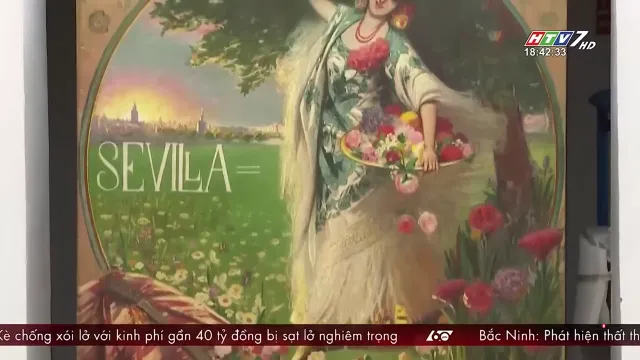 HTV7 HD
18:42:33
SEVILLA=
Kè chống xói lở với kinh phí gần 40 tỷ đồng bị sạt lở nghiêm trọng 60 Bắc Ninh: Phát hiện thất th